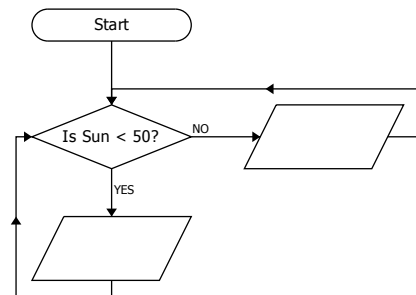 Start
Is Sun < 50?
NO
YES